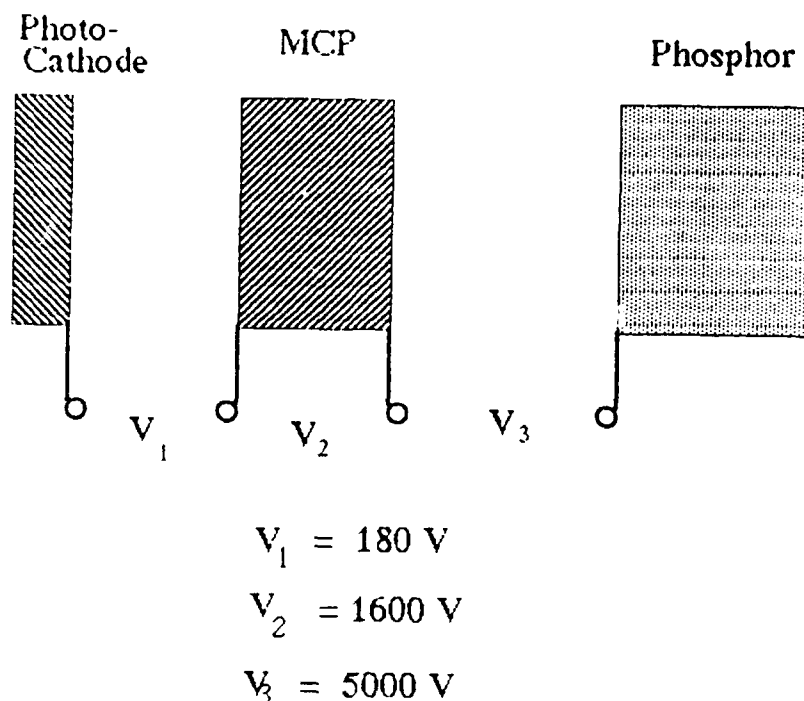 Photo-
Cathode
MCP
Phosphor
V₁
V₂
V₃
V₁ = 180 V
V₂ = 1600 V
V₃ = 5000 V